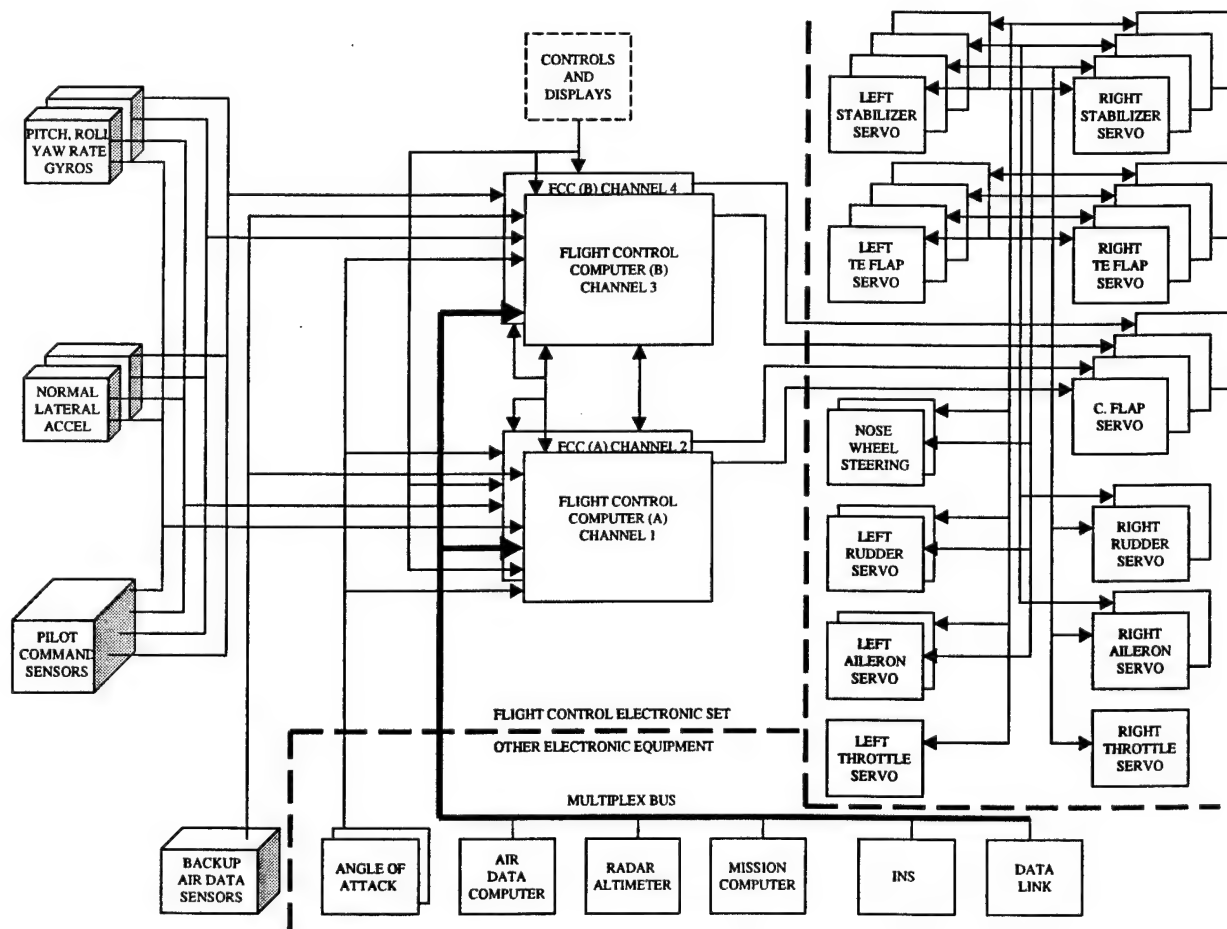 CONTROLS
AND
DISPLAYS
LEFT
STABILIZER
SERVO
RIGHT
STABILIZER
SERVO
PITCH, ROLL
YAW RATE
GYROS
FCC (B) CHANNEL 4
FLIGHT CONTROL
COMPUTER (B)
CHANNEL 3
LEFT
TE FLAP
SERVO
RIGHT
TE FLAP
SERVO
NORMAL
LATERAL
ACCEL
C. FLAP
SERVO
NOSE
WHEEL
STEERING
FCC (A) CHANNEL 2
FLIGHT CONTROL
COMPUTER (A)
CHANNEL 1
LEFT
RUDDER
SERVO
RIGHT
RUDDER
SERVO
PILOT
COMMAND
SENSORS
LEFT
AILERON
SERVO
RIGHT
AILERON
SERVO
FLIGHT CONTROL ELECTRONIC SET
OTHER ELECTRONIC EQUIPMENT
LEFT
THROTTLE
SERVO
RIGHT
THROTTLE
SERVO
MULTIPLEX BUS
BACKUP
AIR DATA
SENSORS
ANGLE OF
ATTACK
AIR
DATA
COMPUTER
RADAR
ALTIMETER
MISSION
COMPUTER
INS
DATA
LINK